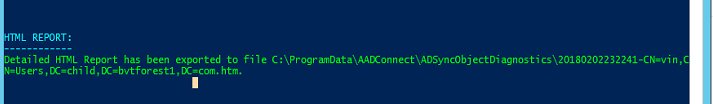 HTML REPORT:
------------
Detailed HTML Report has been exported to file C:\ProgramData\AADConnect\ADSyncObjectDiagnostics\20180202232241-CN=vin,C
N=Users,DC=child,DC=bvtforest1,DC=com.htm.